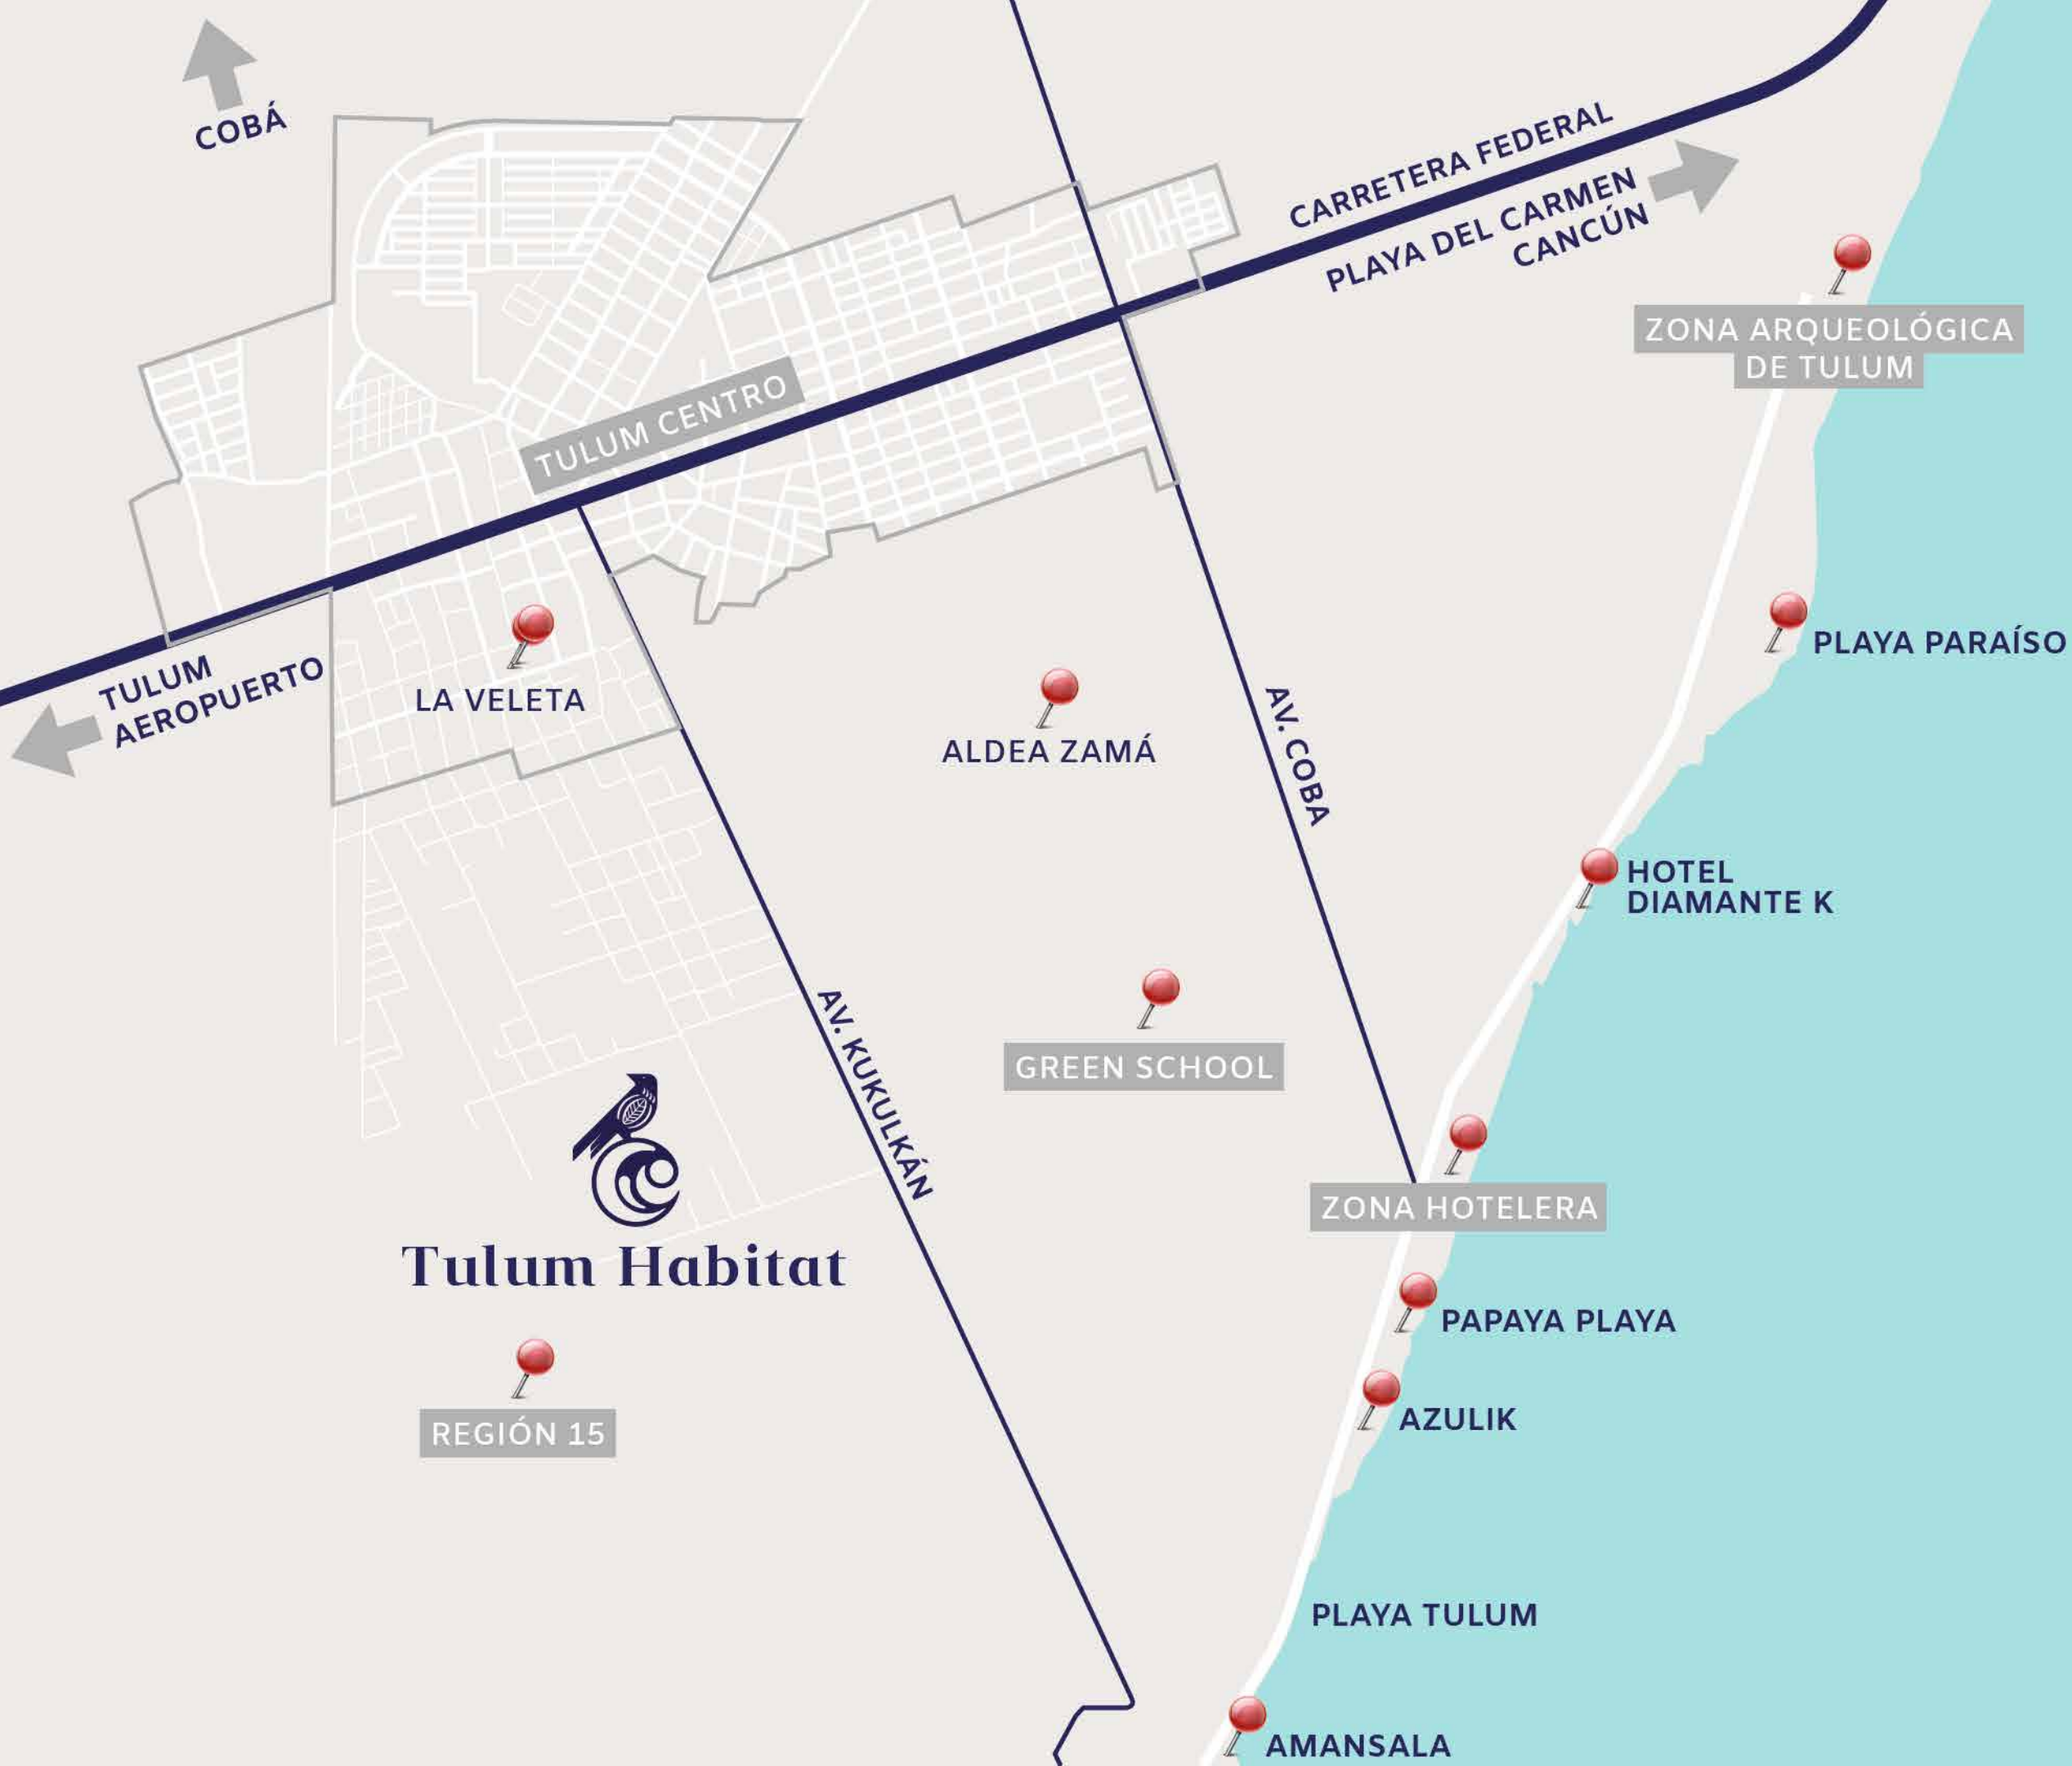 COBÁ
CARRETERA FEDERAL
PLAYA DEL CARMEN
CANCÚN
ZONA ARQUEOLÓGICA
DE TULUM
TULUM CENTRO
PLAYA PARAÍSO
TULUM
AEROPUERTO
LA VELETA
ALDEA ZAMÁ
AV. COBA
HOTEL
DIAMANTE K
AV. KUKULKÁN
GREEN SCHOOL
ZONA HOTELERA
Tulum Habitat
PAPAYA PLAYA
AZULIK
REGIÓN 15
PLAYA TULUM
AMANSALA